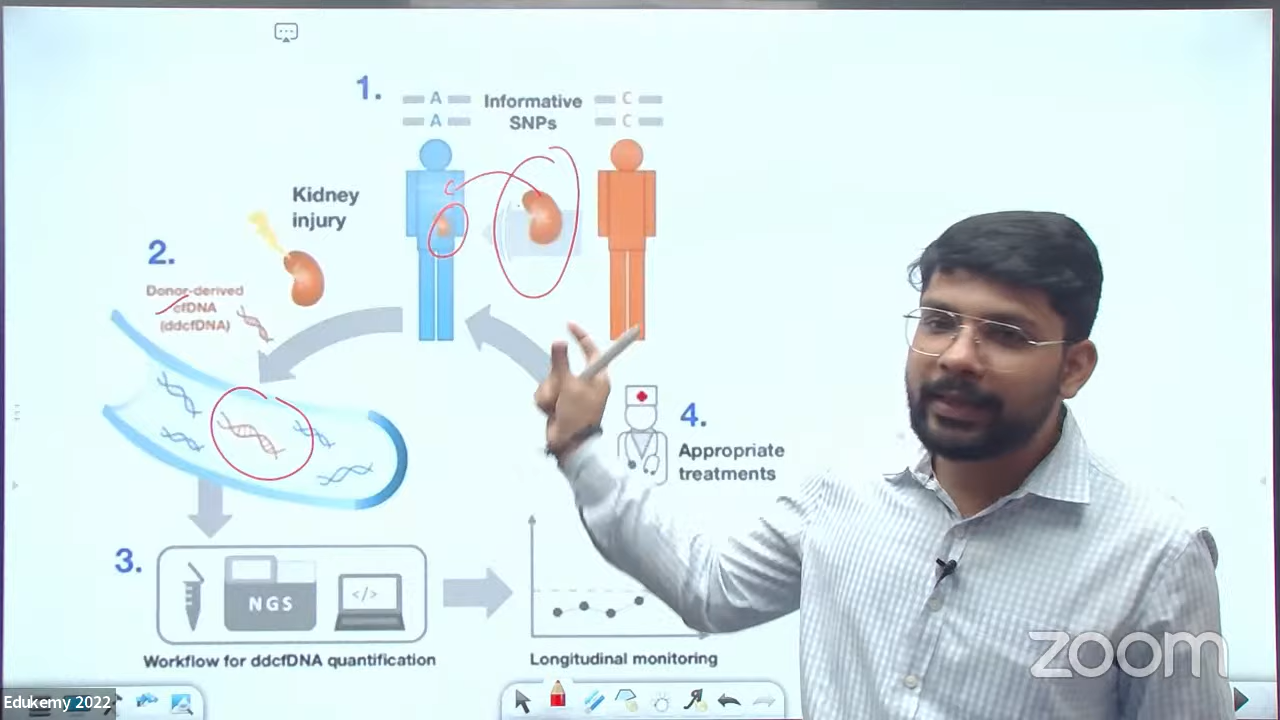 1.
A
A
Informative
SNPs
C
C
Kidney
injury
2.
Donor-derived
cfDNA
(ddcfDNA)
4.
Appropriate
treatments
3.
NGS
</>
Workflow for ddcfDNA quantification
Longitudinal monitoring
zoom
Edukemy 2022